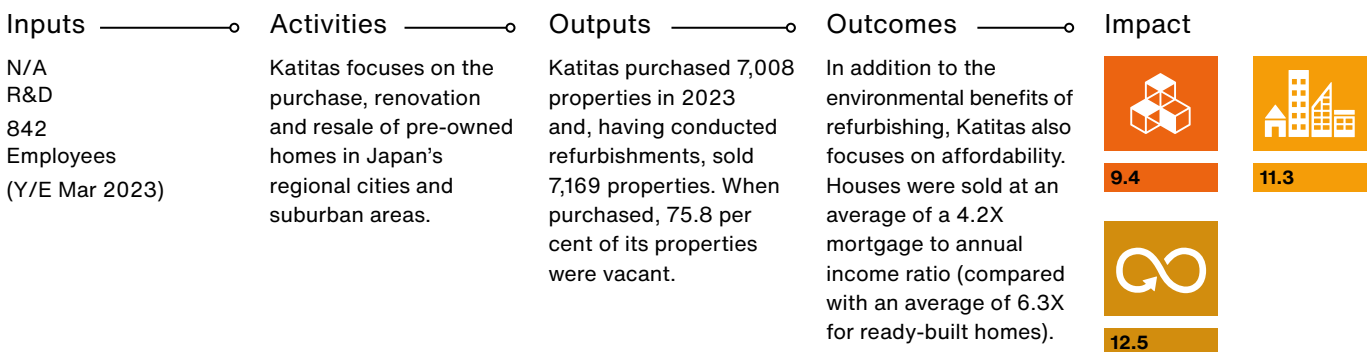 Inputs
N/A
R&D
842
Employees
(Y/E Mar 2023)
Activities
Katitas focuses on the
purchase, renovation
and resale of pre-owned
homes in Japan's
regional cities and
suburban areas.
Outputs
Katitas purchased 7,008
properties in 2023
and, having conducted
refurbishments, sold
7,169 properties. When
purchased, 75.8 per
cent of its properties
were vacant.
Outcomes
In addition to the
environmental benefits of
refurbishing, Katitas also
focuses on affordability.
Houses were sold at an
average of a 4.2X
mortgage to annual
income ratio (compared
with an average of 6.3X
for ready-built homes).
Impact
9.4
11.3
12.5